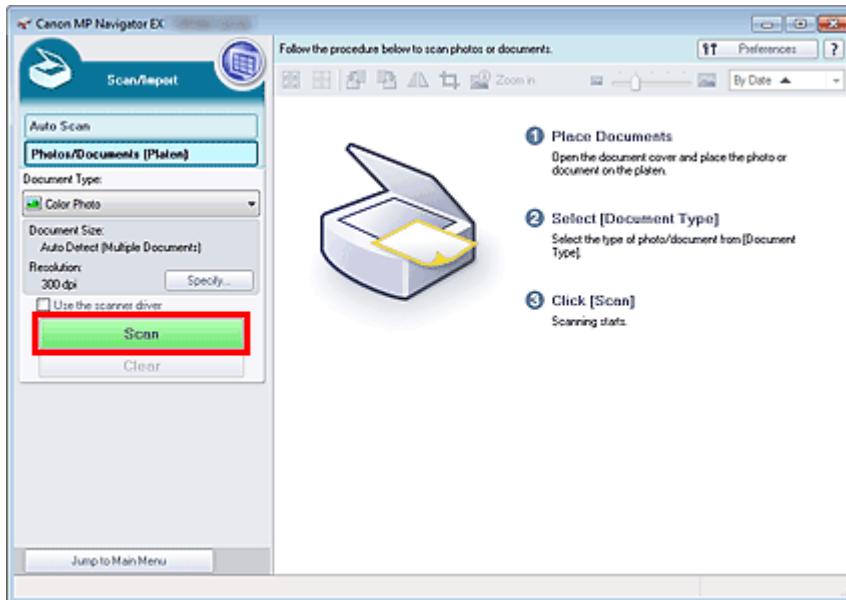 Canon MP Navigator EX
Scan/Import
Follow the procedure below to scan photos or documents.
Preferences
?
Zoom in
By Date
Auto Scan
Photos/Documents (Platen)
Document Type:
Color Photo
Document Size:
Auto Detect (Multiple Documents)
Resolution:
300 dpi
Specify...
Use the scanner driver
Scan
Clear
Jump to Main Menu
1 Place Documents
Open the document cover and place the photo or
document on the platen.
2 Select [Document Type]
Select the type of photo/document from [Document
Type].
3 Click [Scan]
Scanning starts.